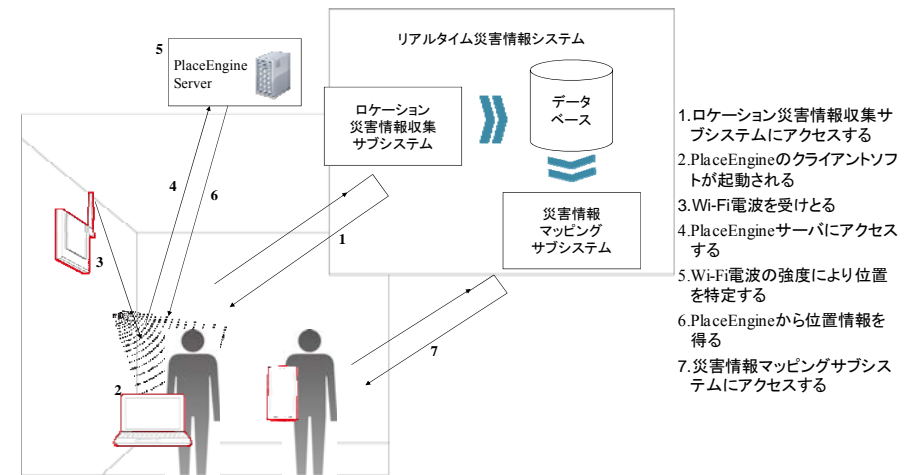 リアルタイム災害情報システム
5
PlaceEngine
Server
ロケーション
災害情報収集
サブシステム
データ
ベース
災害情報
マッピング
サブシステム
4
6
1
3
7
2
1.ロケーション災害情報収集サ
ブシステムにアクセスする
2.PlaceEngineのクライアントソフ
トが起動される
3.Wi-Fi電波を受けとる
4.PlaceEngineサーバにアクセス
する
5.Wi-Fi電波の強度により位置
を特定する
6.PlaceEngineから位置情報を
得る
7.災害情報マッピングサブシス
テムにアクセスする